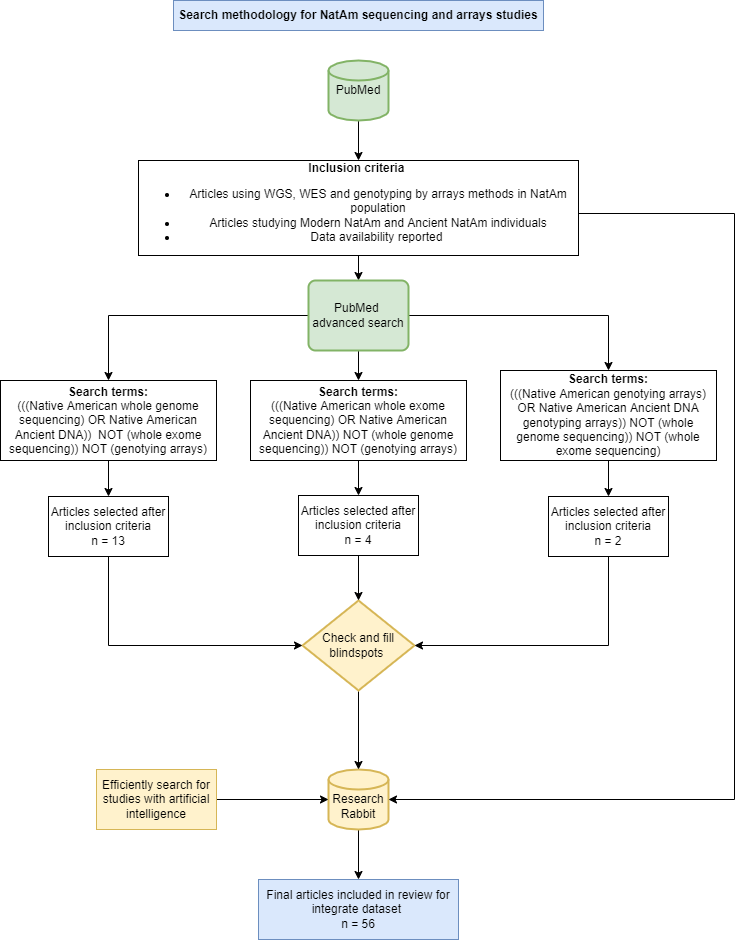 Search methodology for NatAm sequencing and arrays studies
PubMed
Inclusion criteria
• Articles using WGS, WES and genotyping by arrays methods in NatAm
population
• Articles studying Modern NatAm and Ancient NatAm individuals
• Data availability reported
PubMed
advanced search
Search terms:
(((Native American whole genome
sequencing) OR Native American
Ancient DNA)) NOT (whole exome
sequencing)) NOT (genotying arrays)
Search terms:
(((Native American whole exome
sequencing) OR Native American
Ancient DNA)) NOT (whole genome
sequencing)) NOT (genotying arrays)
Search terms:
(((Native American genotyping arrays)
OR Native American Ancient DNA
genotyping arrays)) NOT (whole
genome sequencing)) NOT (whole
exome sequencing)
Articles selected after
inclusion criteria
n = 13
Articles selected after
inclusion criteria
n = 4
Articles selected after
inclusion criteria
n = 2
Check and fill
blindspots
Efficiently search for
studies with artificial
intelligence
Research
Rabbit
Final articles included in review for
integrate dataset
n = 56